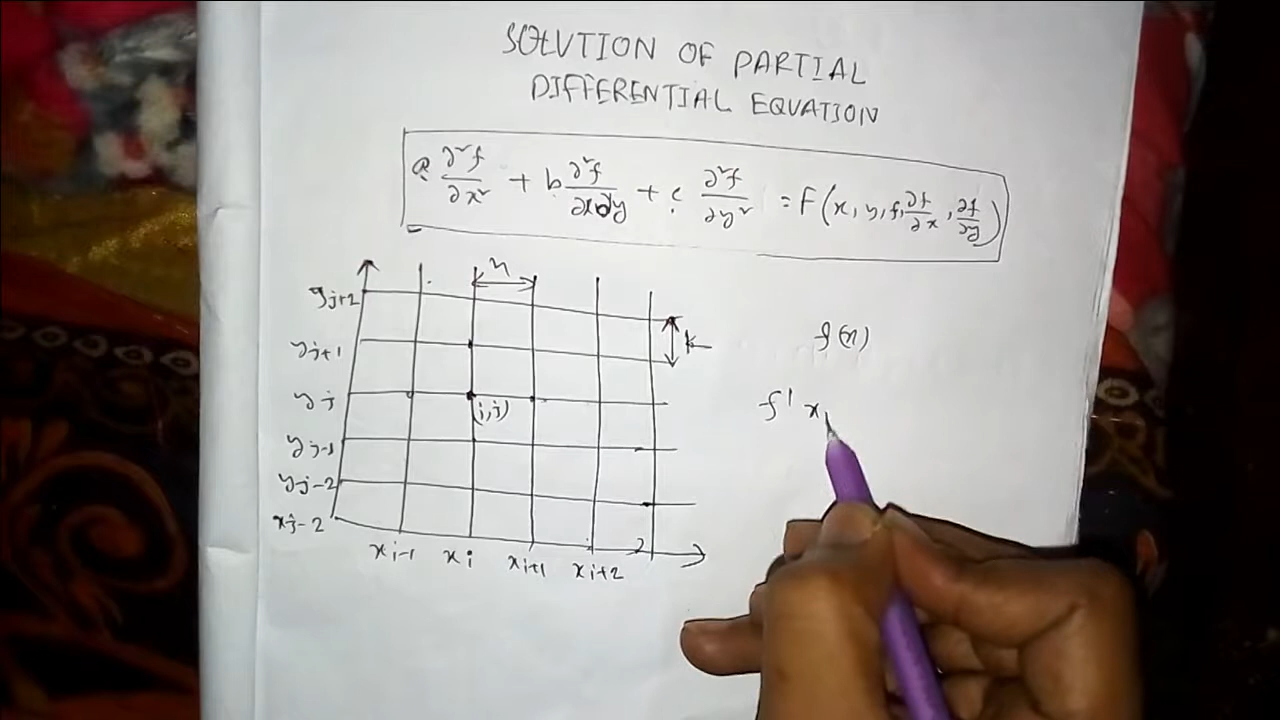 SOLUTION OF PARTIAL
DIFFERENTIAL EQUATION
a ∂²f/∂x² + b ∂²f/∂x∂y + c ∂²f/∂y² = F(x, y, f, ∂f/∂x, ∂f/∂y)
h
yj+2
k
yj+1
f(x)
yj
(i,j)
f' x
yj-1
yj-2
xj-2
xi-1 xi xi+1 xi+2